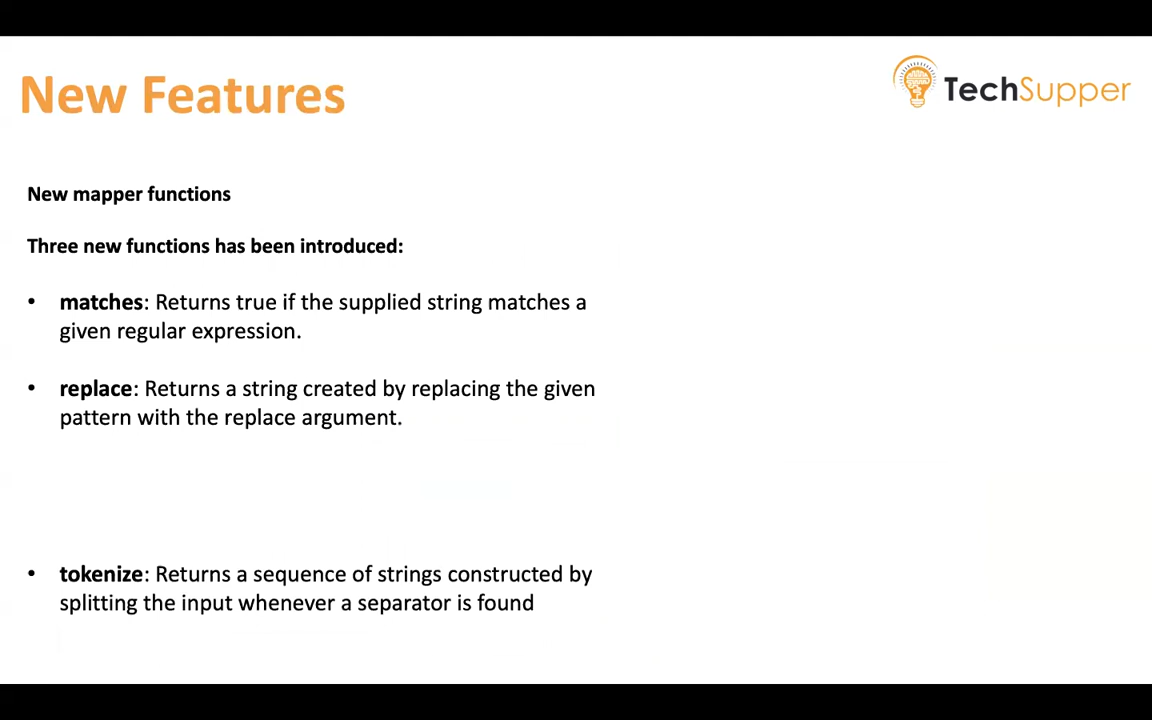 New Features
TechSupper
New mapper functions
Three new functions has been introduced:
• matches: Returns true if the supplied string matches a
given regular expression.
• replace: Returns a string created by replacing the given
pattern with the replace argument.
• tokenize: Returns a sequence of strings constructed by
splitting the input whenever a separator is found